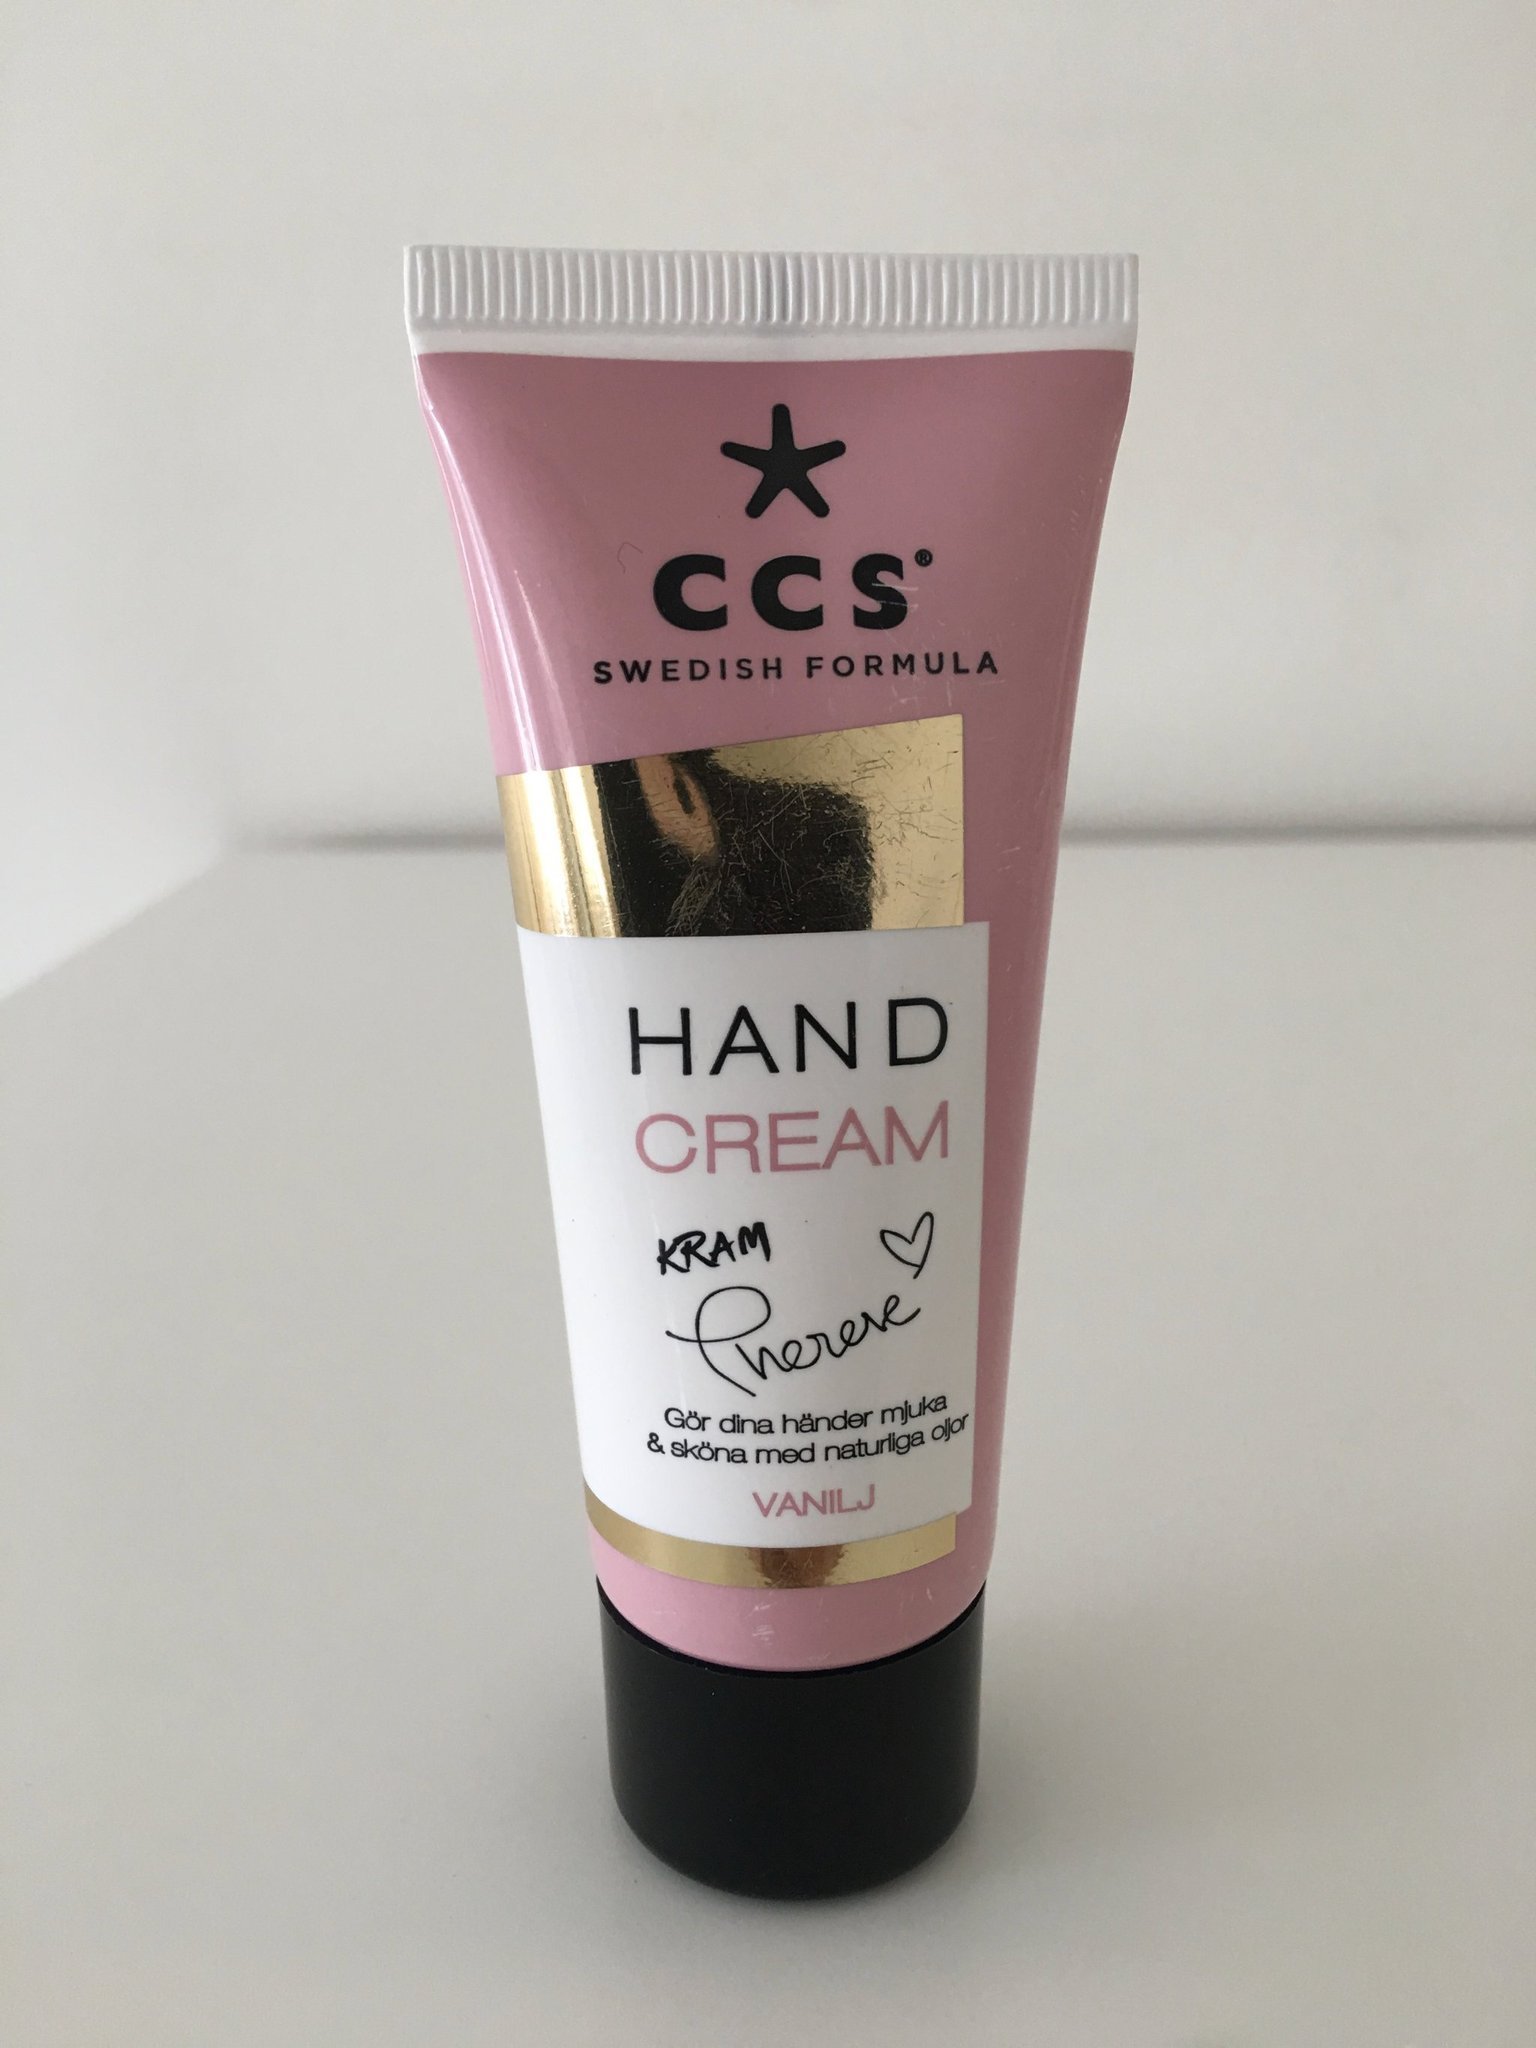 CCS®
SWEDISH FORMULA
HAND
CREAM
KRAM
Therese
Gör dina händer mjuka
& sköna med naturliga oljor
VANILJ